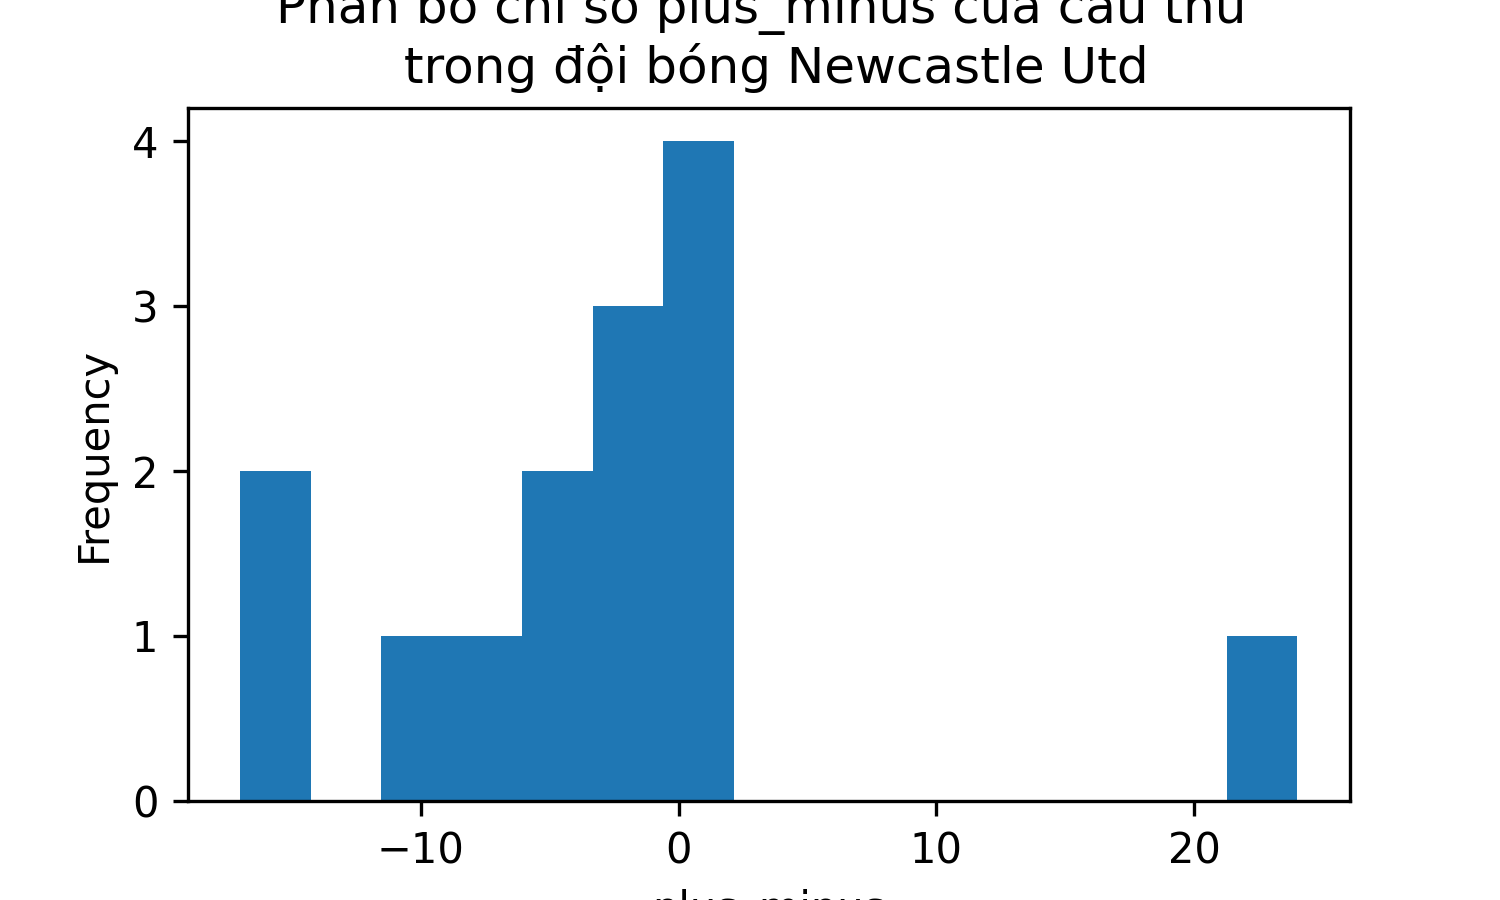 Phân bố chỉ số plus_minus của cầu thủ
trong đội bóng Newcastle Utd
4
3
2
1
0
Frequency
−10 0 10 20
plus_minus